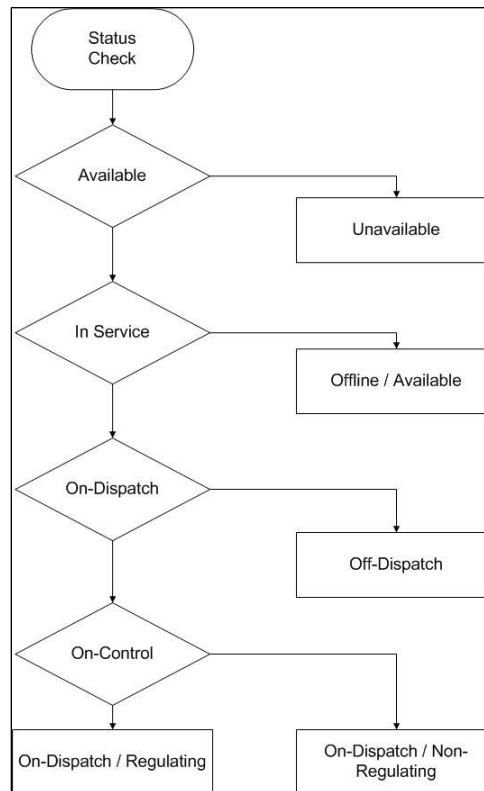 Status
Check
Available
Unavailable
In Service
Offline / Available
On-Dispatch
Off-Dispatch
On-Control
On-Dispatch / Regulating
On-Dispatch / Non-
Regulating